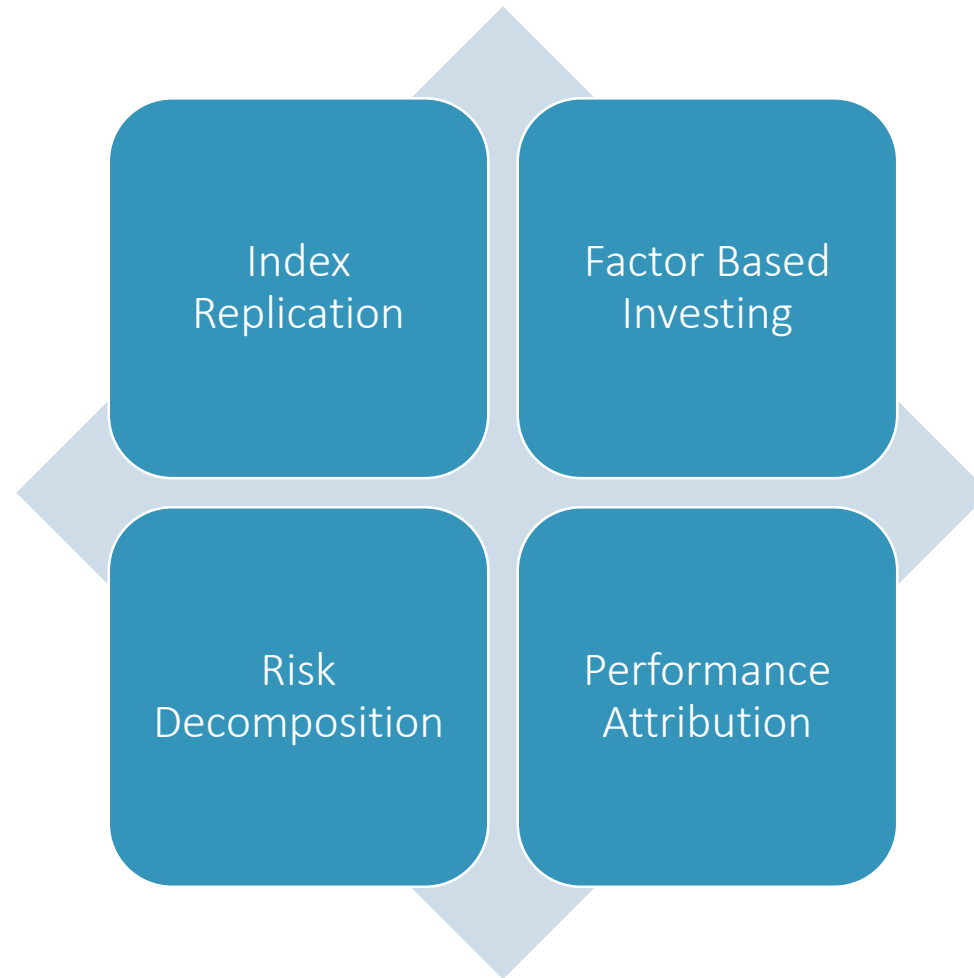 Index
Replication
Factor Based
Investing
Risk
Decomposition
Performance
Attribution